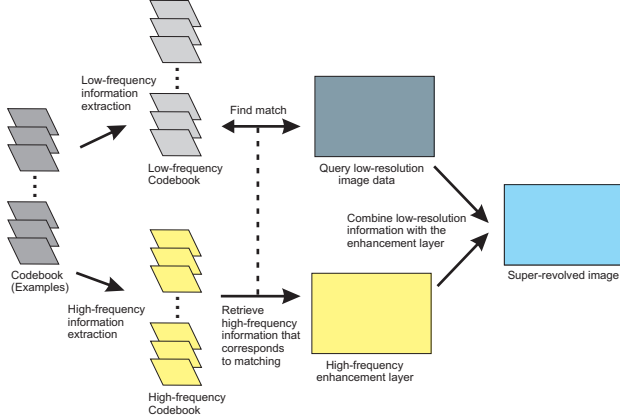 Low-frequency
information
extraction
Low-frequency
Codebook
Find match
Query low-resolution
image data
Codebook
(Examples)
High-frequency
information
extraction
High-frequency
Codebook
Retrieve
high-frequency
information that
corresponds
to matching
High-frequency
enhancement layer
Combine low-resolution
information with the
enhancement layer
Super-revolved image